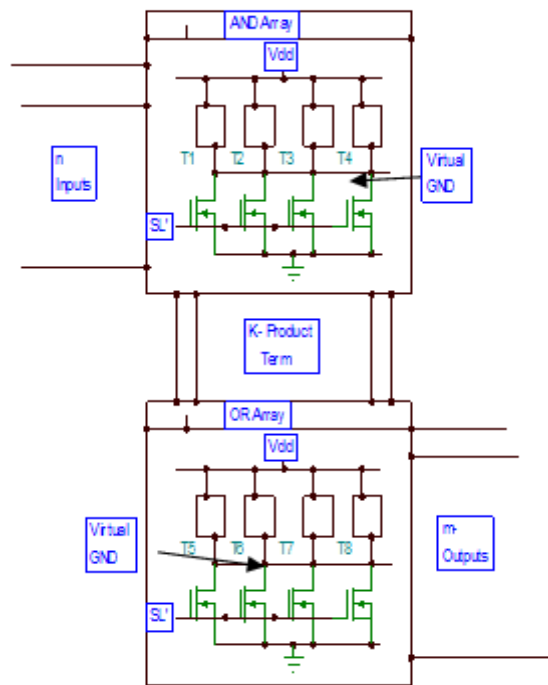 AND Array
Vdd
T1
T2
T3
T4
Virtual
GND
n
Inputs
SL'
K- Product
Term
OR Array
Vdd
Virtual
GND
T5
T6
T7
T8
m-
Outputs
SL'